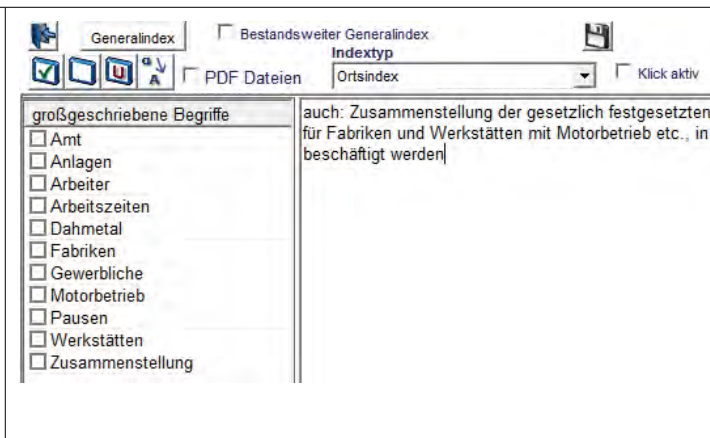 Generalindex
Bestandsweiter Generalindex
Indextyp
PDF Dateien
Ortsindex
Klick aktiv
großgeschriebene Begriffe
Amt
Anlagen
Arbeiter
Arbeitszeiten
Dahmetal
Fabriken
Gewerbliche
Motorbetrieb
Pausen
Werkstätten
Zusammenstellung
auch: Zusammenstellung der gesetzlich festgesetzten
für Fabriken und Werkstätten mit Motorbetrieb etc., in
beschäftigt werden